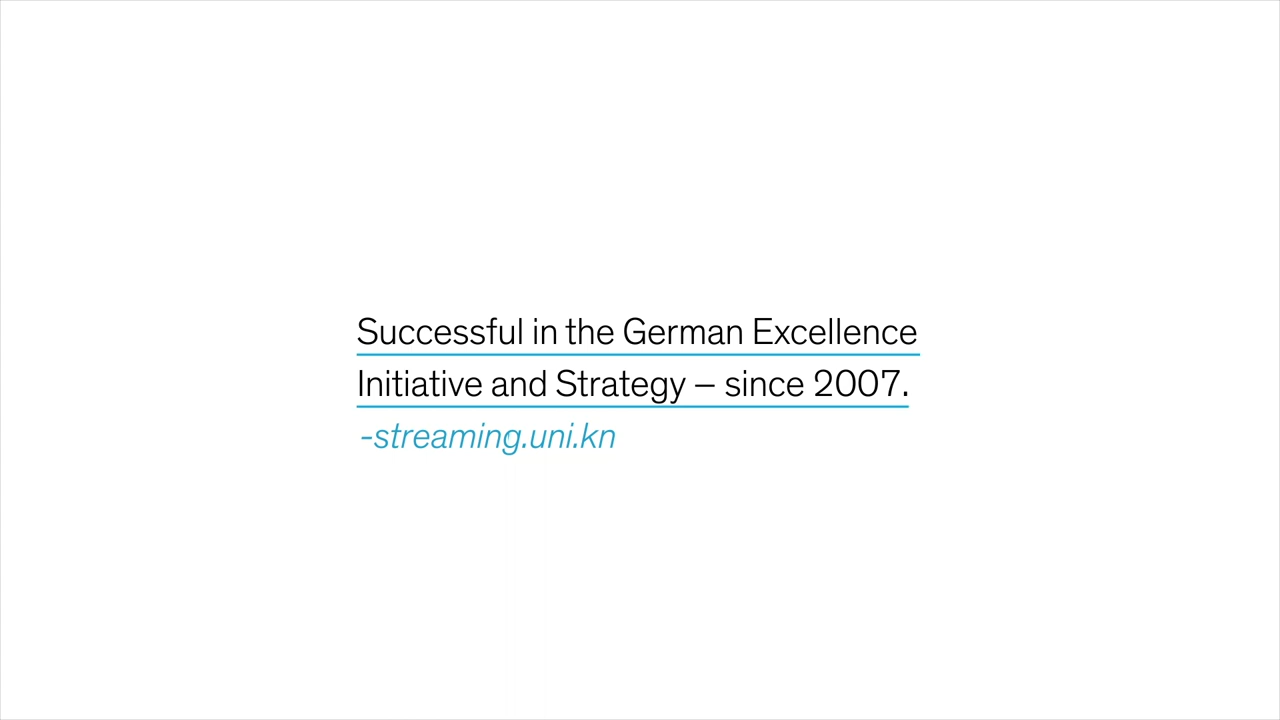 Successful in the German Excellence
Initiative and Strategy – since 2007.
-streaming.uni.kn